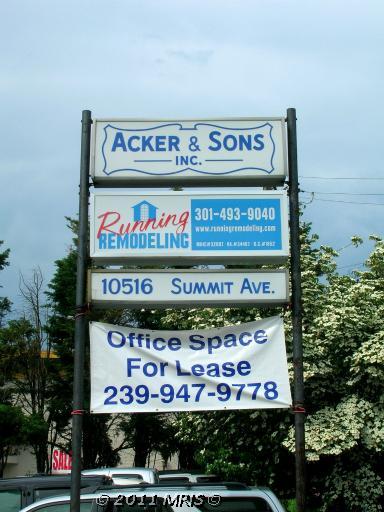 ACKER & SONS
INC.
Running
REMODELING
301-493-9040
www.runningremodeling.com
10516 SUMMIT AVE.
Office Space
For Lease
239-947-9778
SALE
© 2011 MRIS ©